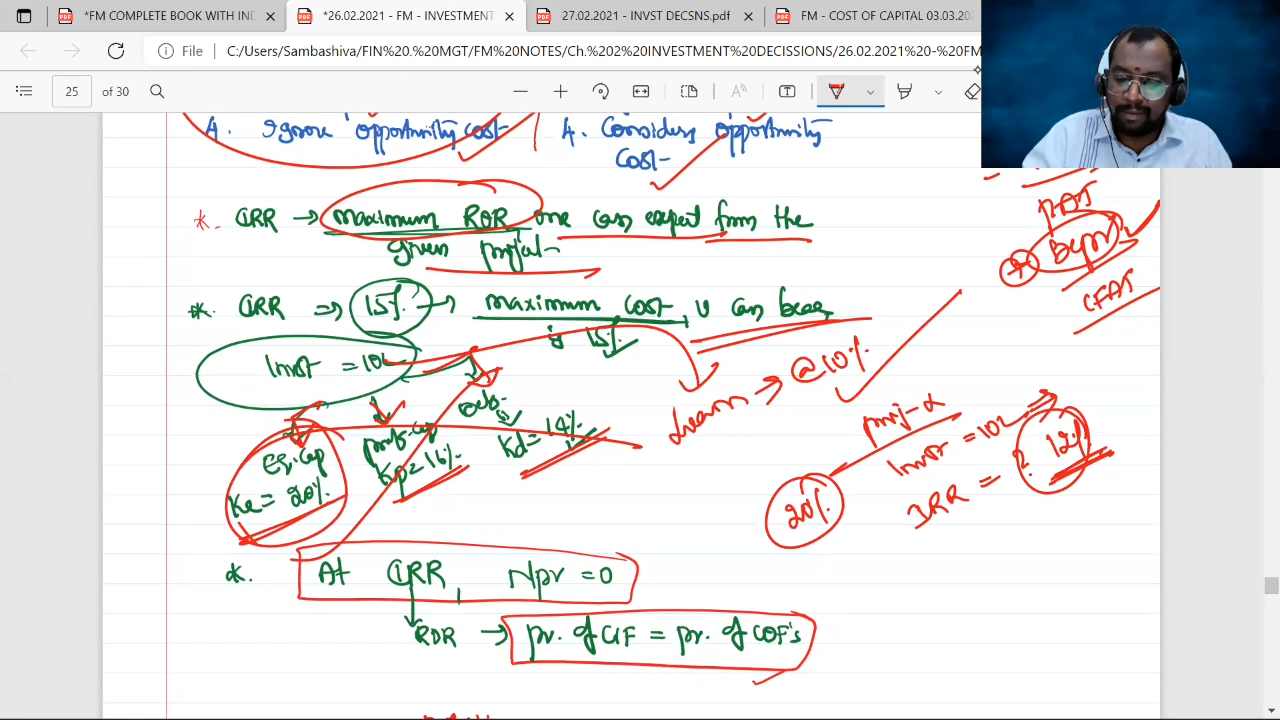 *FM COMPLETE BOOK WITH IND
*26.02.2021 - FM - INVESTMENT
27.02.2021 - INVST DECSNS.pdf
FM - COST OF CAPITAL 03.03.202
File
C:/Users/Sambashiva/FIN%20.%20MGT/FM%20NOTES/Ch.%202%20INVESTMENT%20DECISSIONS/26.02.2021%20-%20FM
25 of 30
4. Ignore opportunity cost
4. Considers opportunity
cost
* IRR → maximum ROR one can expect from the
given
* IRR ⇒ 15% → maximum cost U can bear
is 15%
Invst = 10L
Eq. cap
Ke = 20%
pref. cap
Kp = 16%
Deb.
Kd = 14%
Loan → @ 10%
proj-α
Invst = 10L
IRR = ? 12%
20%
PAT
Depr
CFAT
* At IRR, NPV = 0
→ pv. of CIF = pv. of COF's